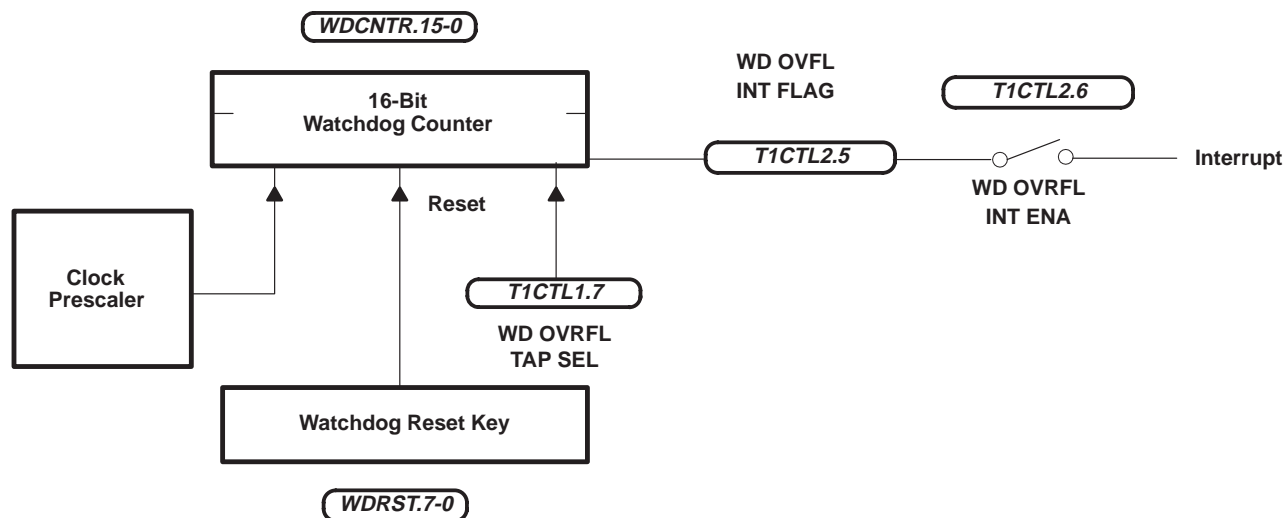 WDCNTR.15-0
16-Bit
Watchdog Counter
WD OVFL
INT FLAG
T1CTL2.6
T1CTL2.5
Interrupt
WD OVRFL
INT ENA
Reset
Clock
Prescaler
T1CTL1.7
WD OVRFL
TAP SEL
Watchdog Reset Key
WDRST.7-0